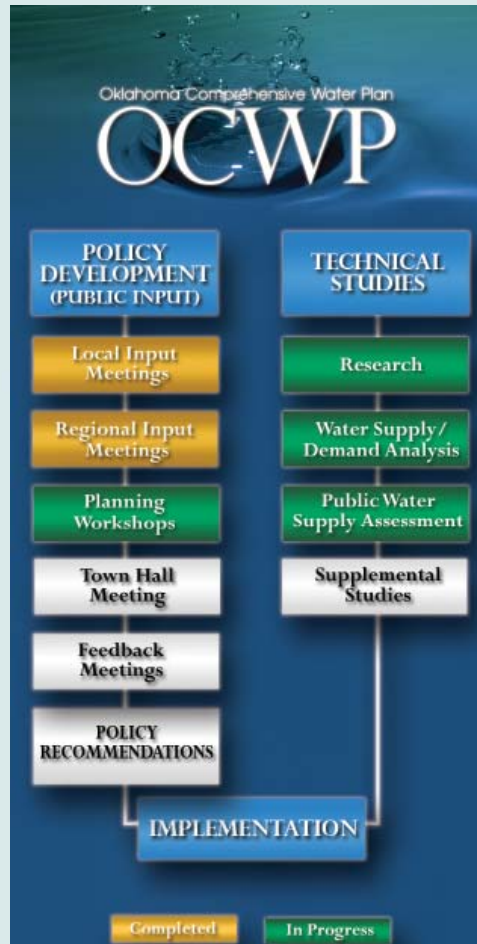 Oklahoma Comprehensive Water Plan
OCWP
POLICY
DEVELOPMENT
(PUBLIC INPUT)
Local Input
Meetings
Regional Input
Meetings
Planning
Workshops
Town Hall
Meeting
Feedback
Meetings
POLICY
RECOMMENDATIONS
TECHNICAL
STUDIES
Research
Water Supply/
Demand Analysis
Public Water
Supply Assessment
Supplemental
Studies
IMPLEMENTATION
Completed
In Progress